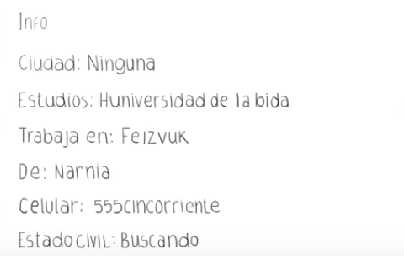 Info
Ciudad: Ninguna
Estudios: Huniversidad de la bida
Trabaja en: Feizvuk
De: Narnia
Celular: 555cincorriente
Estado civil: Buscando